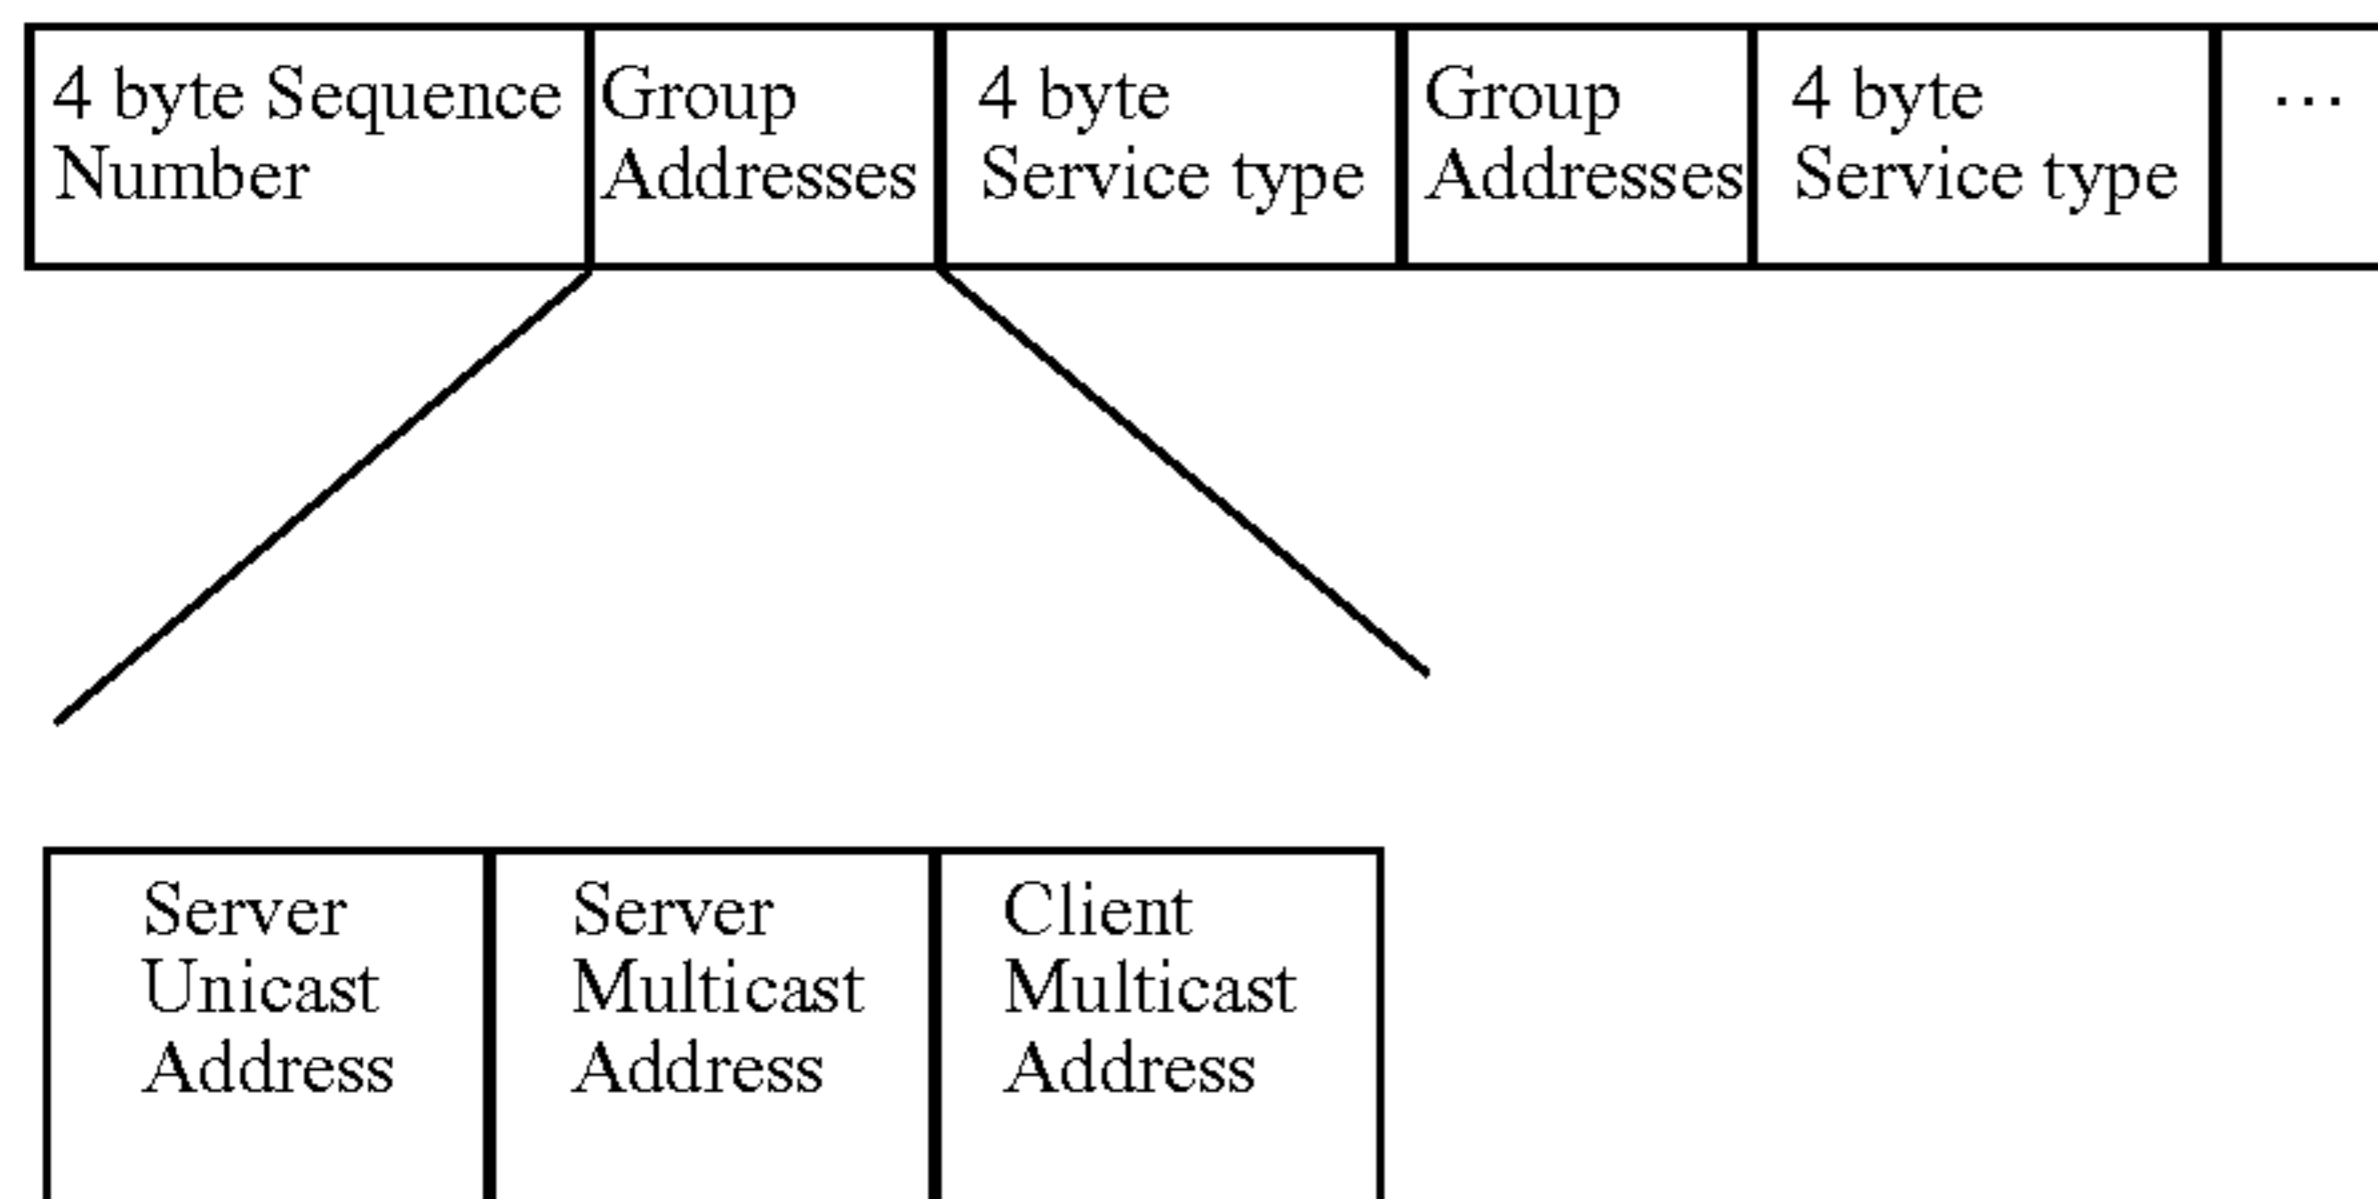 4 byte Sequence
Number
Group
Addresses
4 byte
Service type
Group
Addresses
4 byte
Service type
...
Server
Unicast
Address
Server
Multicast
Address
Client
Multicast
Address